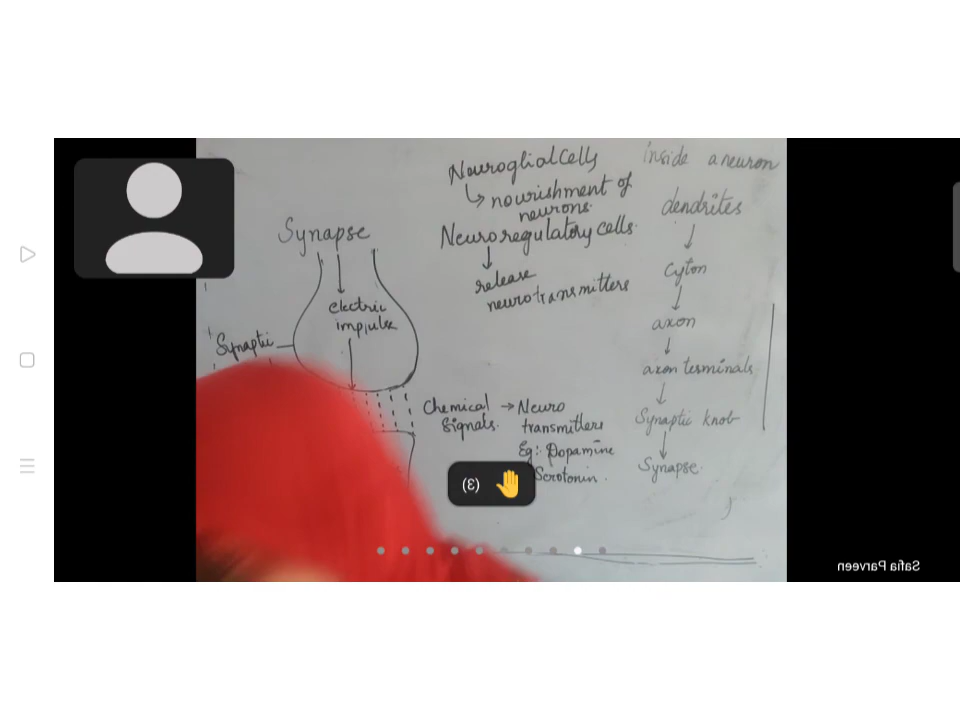 Synapse
electric
impulse
Synaptic
Neuroglial Cells
↳ nourishment of
neurons.
Neuroregulatory cells.
↓
release
neurotransmitters
Chemical → Neuro
Signals. transmitters
Eg: Dopamine
Serotonin.
inside a neuron
dendrites
↓
Cyton
↓
axon
↓
axon terminals
↓
Synaptic knob
↓
Synapse.
(3)
Safia Parveen